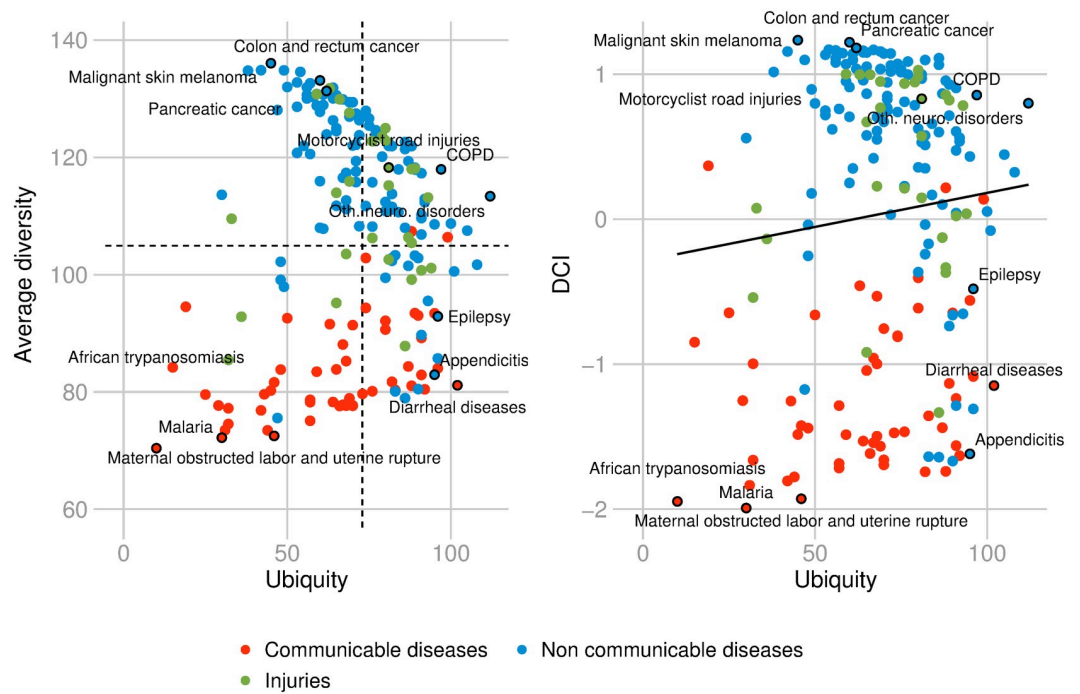 Colon and rectum cancer
Malignant skin melanoma
Pancreatic cancer
Motorcyclist road injuries
COPD
Oth. neuro. disorders
Epilepsy
African trypanosomiasis
Appendicitis
Diarrheal diseases
Malaria
Maternal obstructed labor and uterine rupture
140
120
100
80
60
Average diversity
0 50 100
Ubiquity
Colon and rectum cancer
Pancreatic cancer
Malignant skin melanoma
COPD
Motorcyclist road injuries
Oth. neuro. disorders
Epilepsy
Diarrheal diseases
Appendicitis
African trypanosomiasis
Malaria
Maternal obstructed labor and uterine rupture
1
0
−1
−2
DCI
0 50 100
Ubiquity
Communicable diseases
Non communicable diseases
Injuries